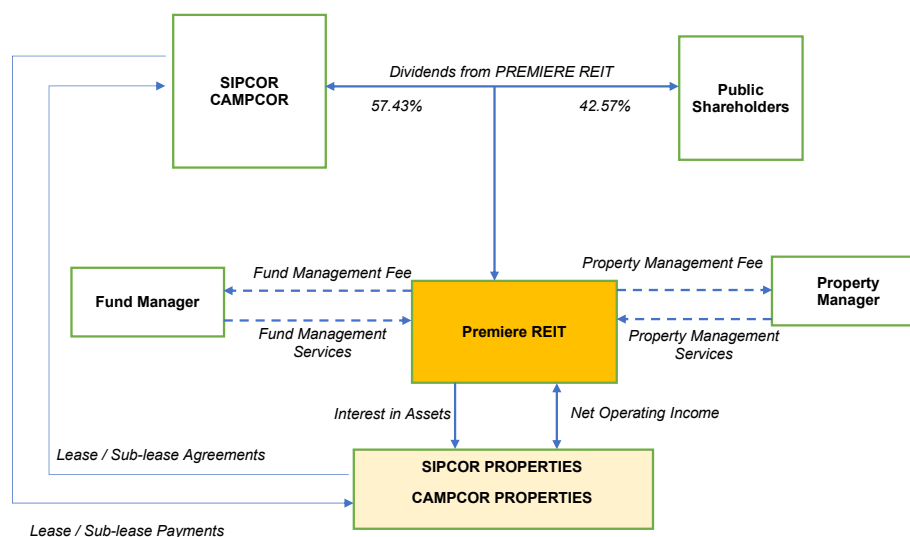 SIPCOR
CAMPCOR
Dividends from PREMIERE REIT
57.43%
42.57%
Public
Shareholders
Fund Manager
Fund Management Fee
Fund Management
Services
Premiere REIT
Property Management Fee
Property Management
Services
Property
Manager
Interest in Assets
Net Operating Income
Lease / Sub-lease Agreements
SIPCOR PROPERTIES
CAMPCOR PROPERTIES
Lease / Sub-lease Payments